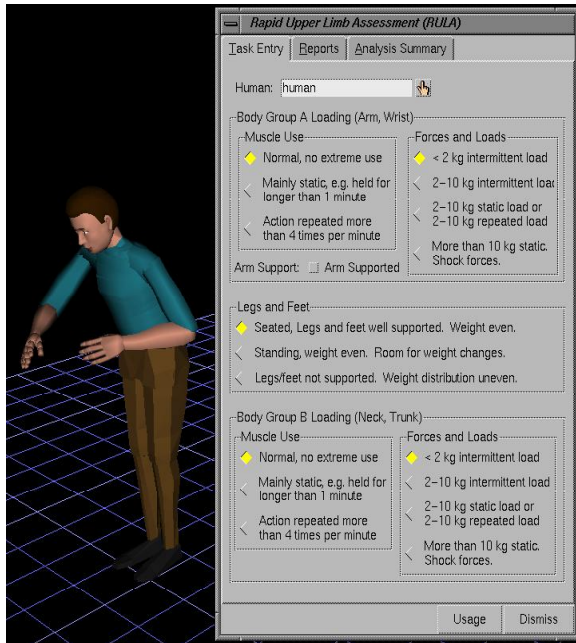 Rapid Upper Limb Assessment (RULA)
Task Entry Reports Analysis Summary
Human: human
Body Group A Loading (Arm, Wrist)
Muscle Use
Normal, no extreme use
Mainly static, e.g. held for
longer than 1 minute
Action repeated more
than 4 times per minute
Forces and Loads
< 2 kg intermittent load
2-10 kg intermittent load
2-10 kg static load or
2-10 kg repeated load
More than 10 kg static.
Shock forces.
Arm Support: Arm Supported
Legs and Feet
Seated, Legs and feet well supported. Weight even.
Standing, weight even. Room for weight changes.
Legs/feet not supported. Weight distribution uneven.
Body Group B Loading (Neck, Trunk)
Muscle Use
Normal, no extreme use
Mainly static, e.g. held for
longer than 1 minute
Action repeated more
than 4 times per minute
Forces and Loads
< 2 kg intermittent load
2-10 kg intermittent load
2-10 kg static load or
2-10 kg repeated load
More than 10 kg static.
Shock forces.
Usage Dismiss